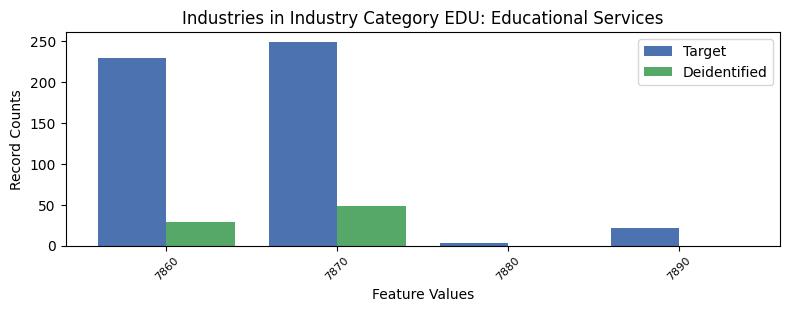 Industries in Industry Category EDU: Educational Services
Target
Deidentified
Record Counts
250
200
150
100
50
0
7860
7870
7880
7890
Feature Values